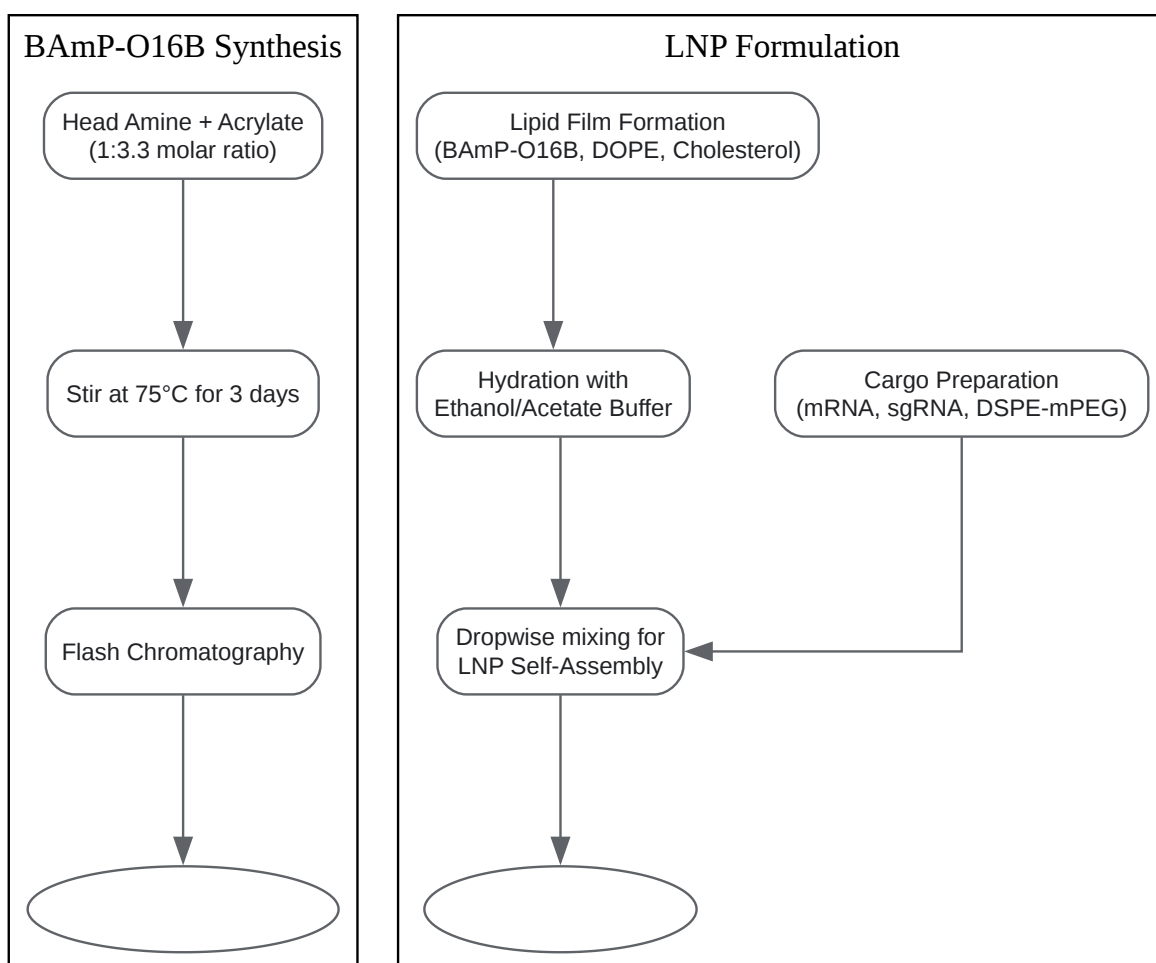 BAmP-O16B Synthesis
Head Amine + Acrylate
(1:3.3 molar ratio)
Stir at 75°C for 3 days
Flash Chromatography
LNP Formulation
Lipid Film Formation
(BAmP-O16B, DOPE, Cholesterol)
Hydration with
Ethanol/Acetate Buffer
Cargo Preparation
(mRNA, sgRNA, DSPE-mPEG)
Dropwise mixing for
LNP Self-Assembly